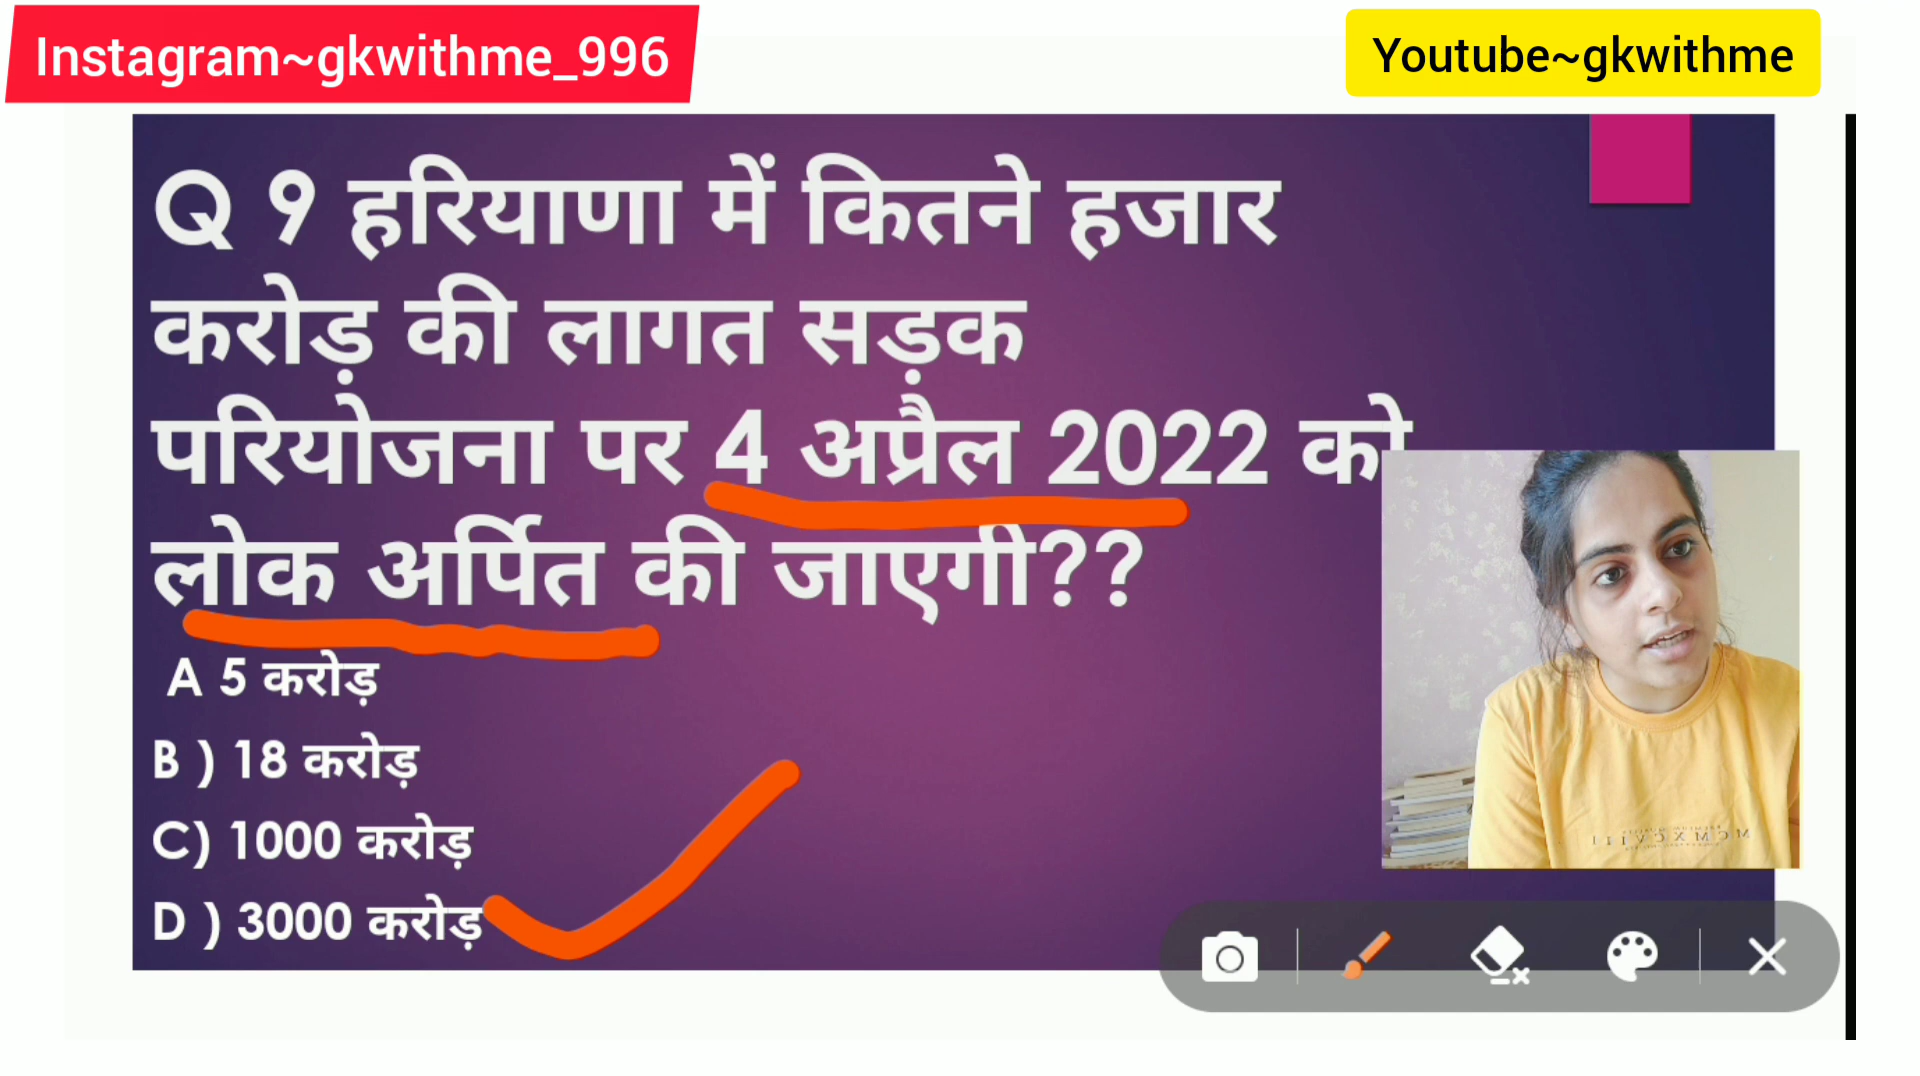 Instagram~gkwithme_996
Youtube~gkwithme
Q 9 हरियाणा में कितने हजार
करोड़ की लागत सड़क
परियोजना पर 4 अप्रैल 2022 को
लोक अर्पित की जाएगी??
A 5 करोड़
B ) 18 करोड़
C) 1000 करोड़
D ) 3000 करोड़